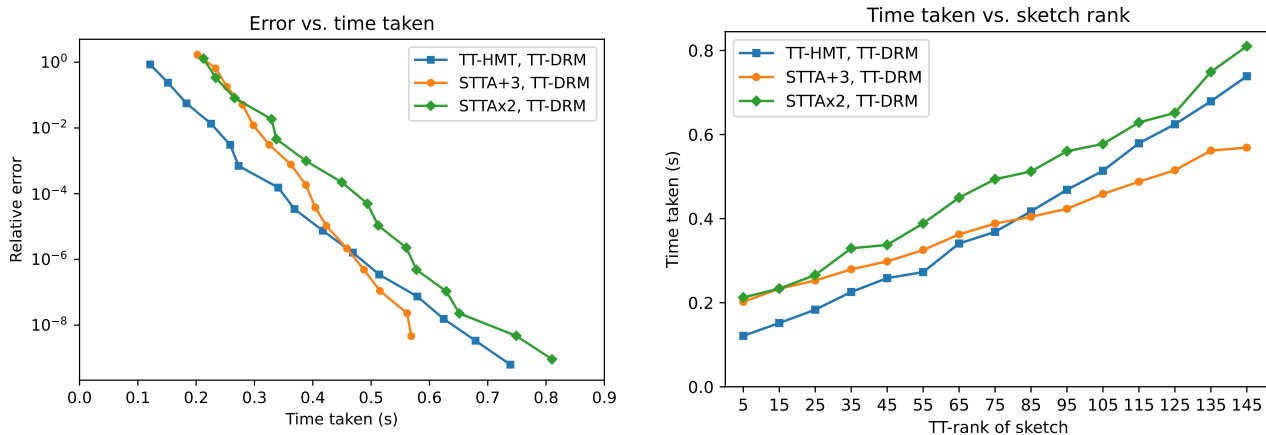 Error vs. time taken
10⁰
10⁻²
10⁻⁴
10⁻⁶
10⁻⁸
Relative error
TT-HMT, TT-DRM
STTA+3, TT-DRM
STTAx2, TT-DRM
0.0 0.1 0.2 0.3 0.4 0.5 0.6 0.7 0.8 0.9
Time taken (s)
Time taken vs. sketch rank
0.8
0.6
0.4
0.2
0.0
Time taken (s)
TT-HMT, TT-DRM
STTA+3, TT-DRM
STTAx2, TT-DRM
5 15 25 35 45 55 65 75 85 95 105 115 125 135 145
TT-rank of sketch